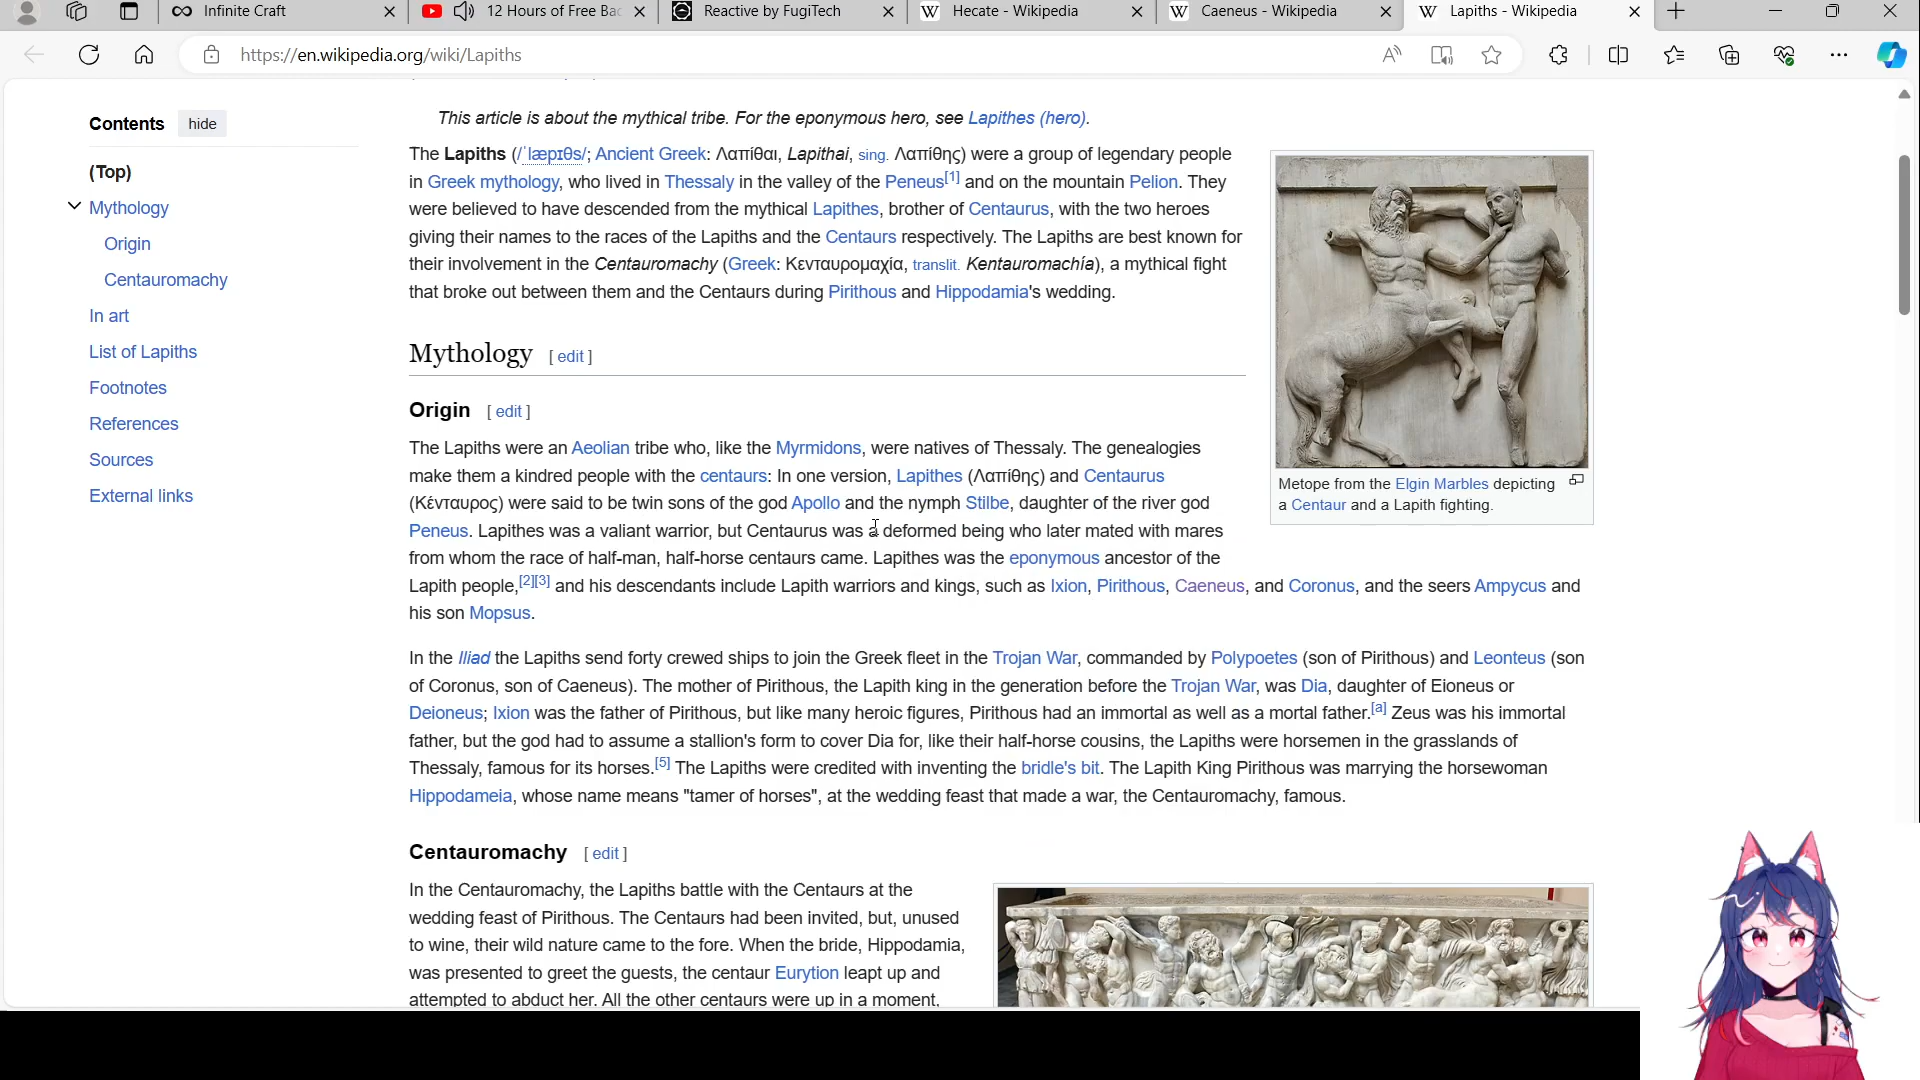 Infinite Craft
12 Hours of Free Bac
Reactive by FugiTech
Hecate - Wikipedia
Caeneus - Wikipedia
Lapiths - Wikipedia
https://en.wikipedia.org/wiki/Lapiths
Contents hide
(Top)
Mythology
Origin
Centauromachy
In art
List of Lapiths
Footnotes
References
Sources
External links
This article is about the mythical tribe. For the eponymous hero, see Lapithes (hero).
The Lapiths (/ˈlæpɪθs/; Ancient Greek: Λαπίθαι, Lapithai, sing. Λαπίθης) were a group of legendary people
in Greek mythology, who lived in Thessaly in the valley of the Peneus[1] and on the mountain Pelion. They
were believed to have descended from the mythical Lapithes, brother of Centaurus, with the two heroes
giving their names to the races of the Lapiths and the Centaurs respectively. The Lapiths are best known for
their involvement in the Centauromachy (Greek: Κενταυρομαχία, translit. Kentauromachía), a mythical fight
that broke out between them and the Centaurs during Pirithous and Hippodamia's wedding.
Metope from the Elgin Marbles depicting
a Centaur and a Lapith fighting.
Mythology [ edit ]
Origin [ edit ]
The Lapiths were an Aeolian tribe who, like the Myrmidons, were natives of Thessaly. The genealogies
make them a kindred people with the centaurs: In one version, Lapithes (Λαπίθης) and Centaurus
(Κένταυρος) were said to be twin sons of the god Apollo and the nymph Stilbe, daughter of the river god
Peneus. Lapithes was a valiant warrior, but Centaurus was a deformed being who later mated with mares
from whom the race of half-man, half-horse centaurs came. Lapithes was the eponymous ancestor of the
Lapith people,[2][3] and his descendants include Lapith warriors and kings, such as Ixion, Pirithous, Caeneus, and Coronus, and the seers Ampycus and
his son Mopsus.
In the Iliad the Lapiths send forty crewed ships to join the Greek fleet in the Trojan War, commanded by Polypoetes (son of Pirithous) and Leonteus (son
of Coronus, son of Caeneus). The mother of Pirithous, the Lapith king in the generation before the Trojan War, was Dia, daughter of Eioneus or
Deioneus; Ixion was the father of Pirithous, but like many heroic figures, Pirithous had an immortal as well as a mortal father.[a] Zeus was his immortal
father, but the god had to assume a stallion's form to cover Dia for, like their half-horse cousins, the Lapiths were horsemen in the grasslands of
Thessaly, famous for its horses.[5] The Lapiths were credited with inventing the bridle's bit. The Lapith King Pirithous was marrying the horsewoman
Hippodameia, whose name means "tamer of horses", at the wedding feast that made a war, the Centauromachy, famous.
Centauromachy [ edit ]
In the Centauromachy, the Lapiths battle with the Centaurs at the
wedding feast of Pirithous. The Centaurs had been invited, but, unused
to wine, their wild nature came to the fore. When the bride, Hippodamia,
was presented to greet the guests, the centaur Eurytion leapt up and
attempted to abduct her. All the other centaurs were up in a moment,